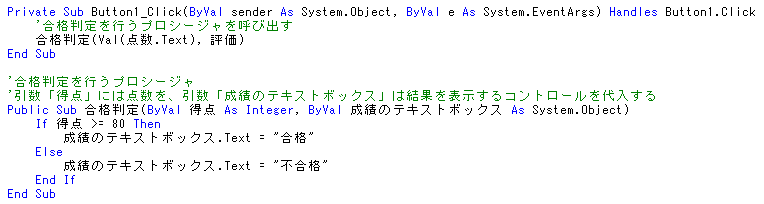 Private Sub Button1_Click(ByVal sender As System.Object, ByVal e As System.EventArgs) Handles Button1.Click
'合格判定を行うプロシージャを呼び出す
合格判定(Val(点数.Text), 評価)
End Sub
'合格判定を行うプロシージャ
'引数「得点」には点数を、引数「成績のテキストボックス」は結果を表示するコントロールを代入する
Public Sub 合格判定(ByVal 得点 As Integer, ByVal 成績のテキストボックス As System.Object)
If 得点 >= 80 Then
成績のテキストボックス.Text = "合格"
Else
成績のテキストボックス.Text = "不合格"
End If
End Sub